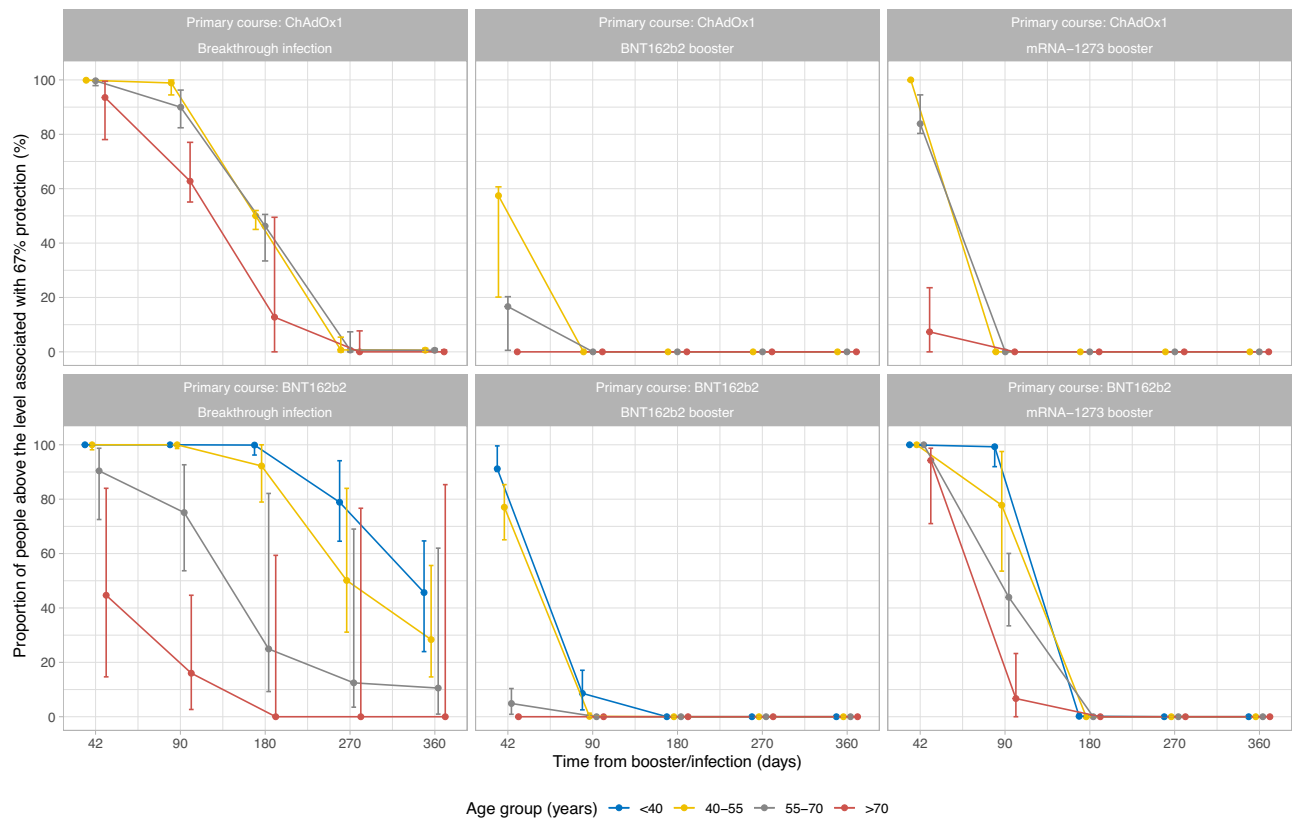 Primary course: ChAdOx1
Breakthrough infection
Primary course: ChAdOx1
BNT162b2 booster
Primary course: ChAdOx1
mRNA−1273 booster
100
80
60
40
20
0
Primary course: BNT162b2
Breakthrough infection
Primary course: BNT162b2
BNT162b2 booster
Primary course: BNT162b2
mRNA−1273 booster
100
80
60
40
20
0
42 90 180 270 360
42 90 180 270 360
42 90 180 270 360
Proportion of people above the level associated with 67% protection (%)
Time from booster/infection (days)
Age group (years) <40 40−55 55−70 >70